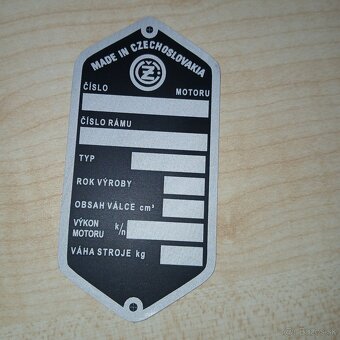 MADE IN CZECHOSLOVAKIA
ČZ
ČÍSLO MOTORU
ČÍSLO RÁMU
TYP
ROK VÝROBY
OBSAH VÁLCE cm³
VÝKON MOTORU k/n
VÁHA STROJE kg